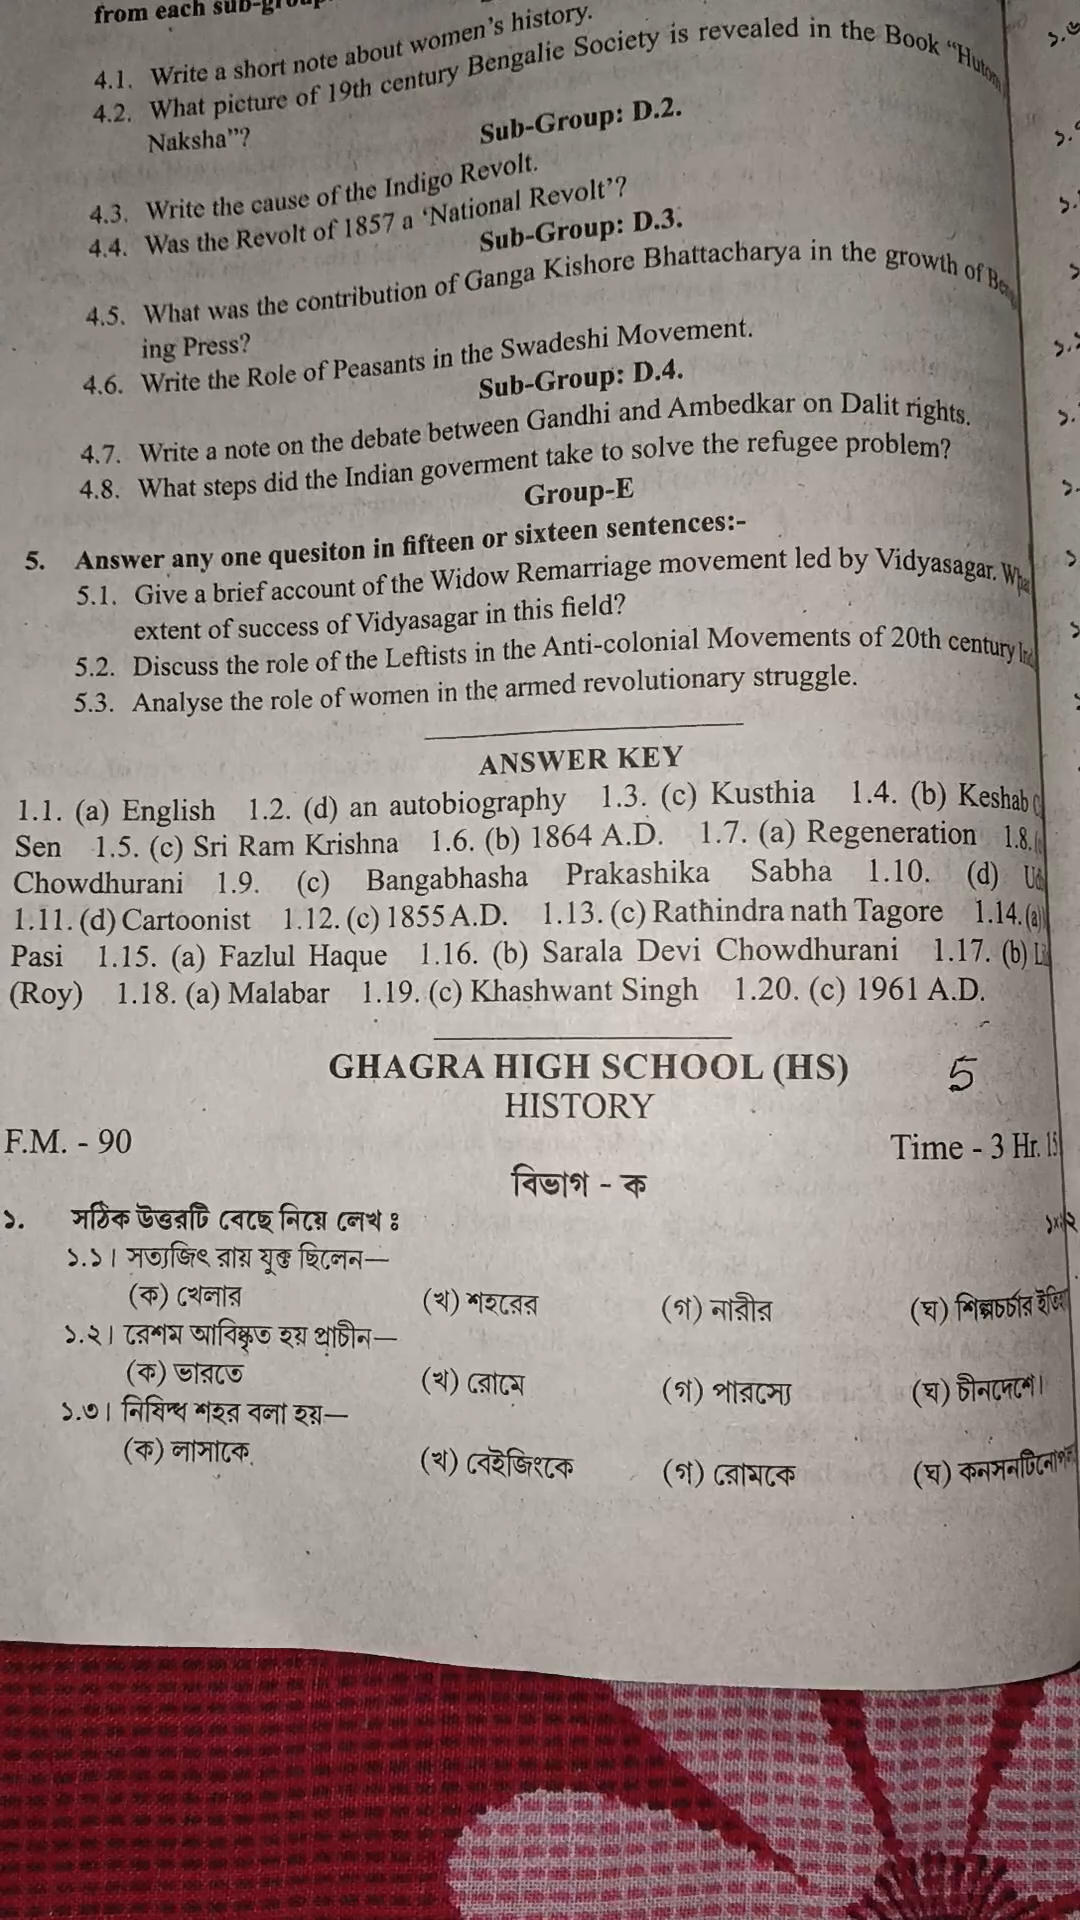 from each sub-group
4.1. Write a short note about women's history.
4.2. What picture of 19th century Bengalie Society is revealed in the Book "Hutom
Naksha"?
Sub-Group: D.2.
4.3. Write the cause of the Indigo Revolt.
4.4. Was the Revolt of 1857 a 'National Revolt'?
Sub-Group: D.3.
4.5. What was the contribution of Ganga Kishore Bhattacharya in the growth of
ing Press?
4.6. Write the Role of Peasants in the Swadeshi Movement.
Sub-Group: D.4.
4.7. Write a note on the debate between Gandhi and Ambedkar on Dalit rights.
4.8. What steps did the Indian goverment take to solve the refugee problem?
Group-E
5. Answer any one quesiton in fifteen or sixteen sentences:-
5.1. Give a brief account of the Widow Remarriage movement led by Vidyasagar.
extent of success of Vidyasagar in this field?
5.2. Discuss the role of the Leftists in the Anti-colonial Movements of 20th century
5.3. Analyse the role of women in the armed revolutionary struggle.
ANSWER KEY
1.1. (a) English 1.2. (d) an autobiography 1.3. (c) Kusthia 1.4. (b) Keshab
Sen 1.5. (c) Sri Ram Krishna 1.6. (b) 1864 A.D. 1.7. (a) Regeneration 1.8.
Chowdhurani 1.9. (c) Bangabhasha Prakashika Sabha 1.10. (d)
1.11. (d) Cartoonist 1.12. (c) 1855 A.D. 1.13. (c) Rathindra nath Tagore 1.14. (a)
Pasi 1.15. (a) Fazlul Haque 1.16. (b) Sarala Devi Chowdhurani 1.17. (b)
(Roy) 1.18. (a) Malabar 1.19. (c) Khashwant Singh 1.20. (c) 1961 A.D.
GHAGRA HIGH SCHOOL (HS) 5
HISTORY
F.M. - 90 Time - 3 Hr. 15
বিভাগ - ক
১. সঠিক উত্তরটি বেছে নিয়ে লেখ ঃ
১.১। সত্যজিৎ রায় যুক্ত ছিলেন—
(ক) খেলার (খ) শহরের (গ) নারীর (ঘ) শিল্পচর্চার
১.২। রেশম আবিষ্কৃত হয় প্রাচীন—
(ক) ভারতে (খ) রোমে (গ) পারস্যে (ঘ) চীনদেশে।
১.৩। নিষিদ্ধ শহর বলা হয়—
(ক) লাসাকে (খ) বেইজিংকে (গ) রোমকে (ঘ)